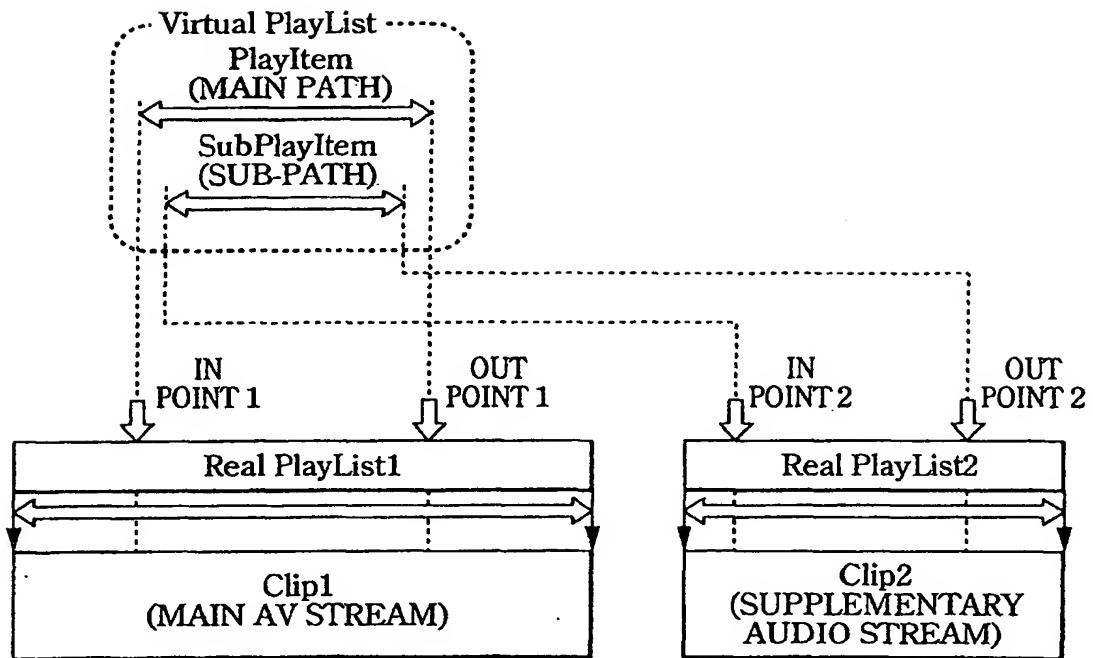 Virtual PlayList
PlayItem
(MAIN PATH)
SubPlayItem
(SUB-PATH)
IN
POINT 1
OUT
POINT 1
IN
POINT 2
OUT
POINT 2
Real PlayList1
Real PlayList2
Clip1
(MAIN AV STREAM)
Clip2
(SUPPLEMENTARY
AUDIO STREAM)